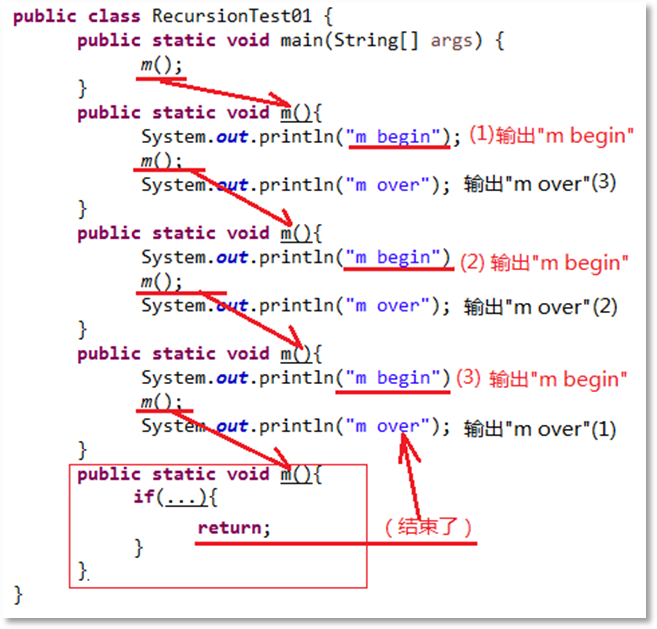 public class RecursionTest01 {
public static void main(String[] args) {
m();
}
public static void m(){
System.out.println("m begin"); (1)输出"m begin"
m();
System.out.println("m over"); 输出"m over"(3)
}
public static void m(){
System.out.println("m begin") (2) 输出"m begin"
m();
System.out.println("m over"); 输出"m over"(2)
}
public static void m(){
System.out.println("m begin") (3) 输出"m begin"
m();
System.out.println("m over"); 输出"m over"(1)
}
public static void m(){
if(...){
return; (结束了)
}
}
}